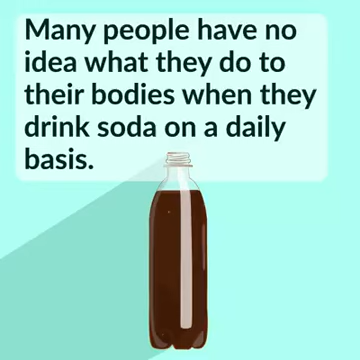 Many people have no
idea what they do to
their bodies when they
drink soda on a daily
basis.